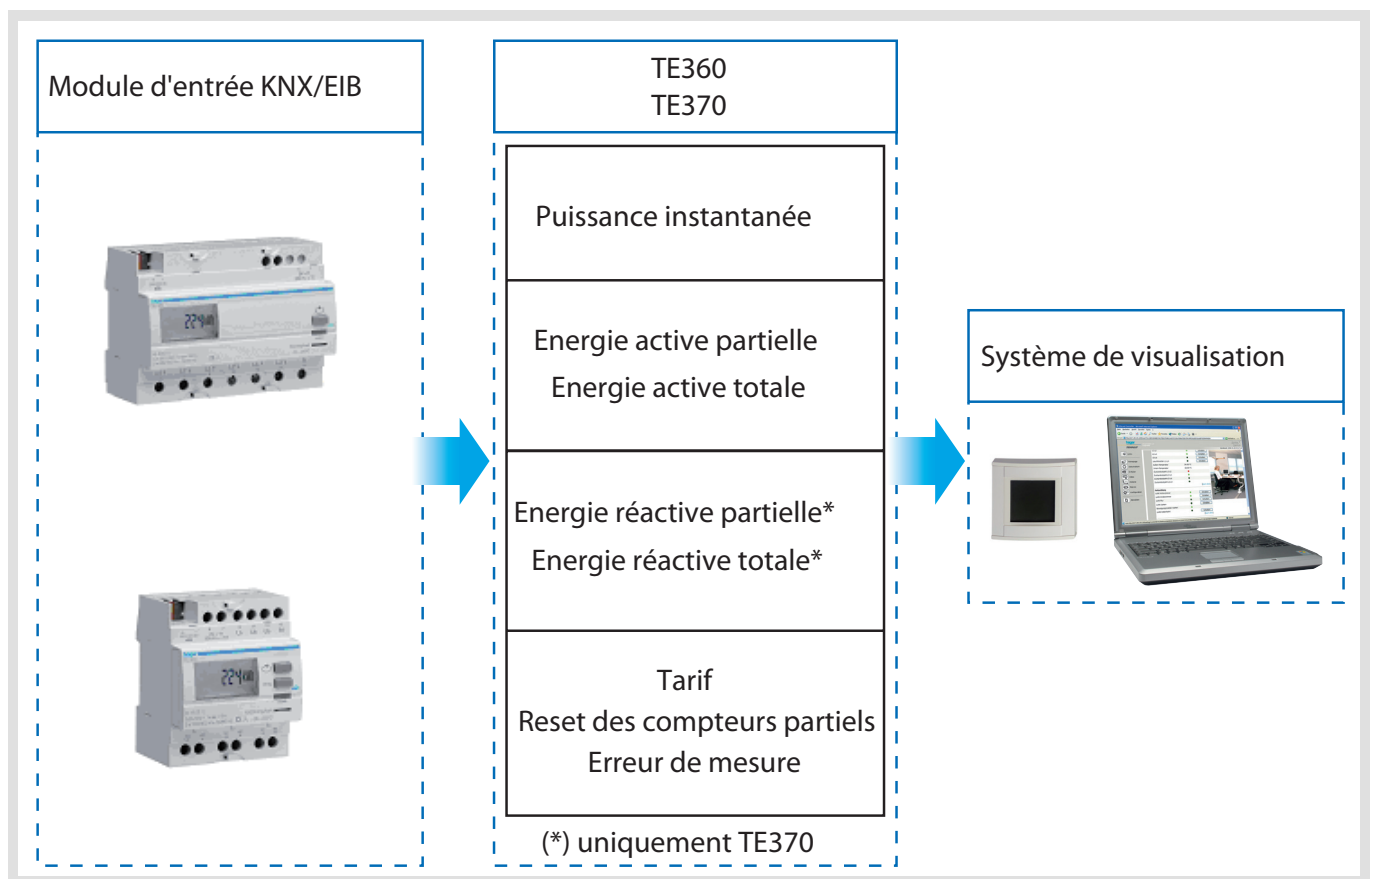 Module d'entrée KNX/EIB
TE360
TE370
Puissance instantanée
Energie active partielle
Energie active totale
Energie réactive partielle*
Energie réactive totale*
Tarif
Reset des compteurs partiels
Erreur de mesure
(*) uniquement TE370
Système de visualisation